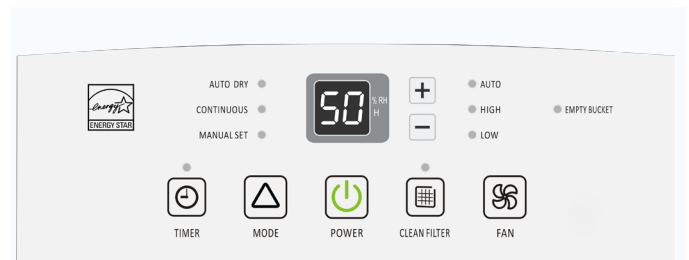 energy
ENERGY STAR
AUTO DRY
CONTINUOUS
MANUAL SET
50
% RH
H
+
−
AUTO
HIGH
LOW
EMPTY BUCKET
TIMER
MODE
POWER
CLEAN FILTER
FAN